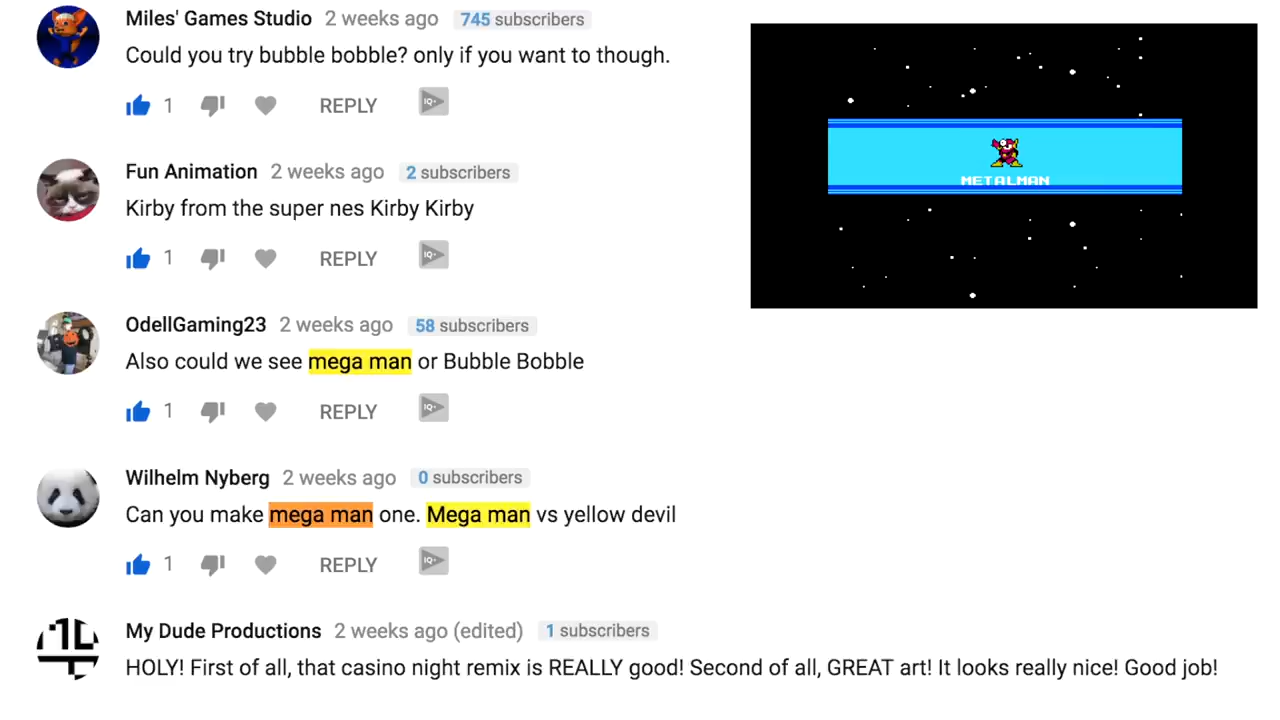 Miles' Games Studio 2 weeks ago 745 subscribers
Could you try bubble bobble? only if you want to though.
1 REPLY IQ+
Fun Animation 2 weeks ago 2 subscribers
Kirby from the super nes Kirby Kirby
1 REPLY IQ+
OdellGaming23 2 weeks ago 58 subscribers
Also could we see mega man or Bubble Bobble
1 REPLY IQ+
Wilhelm Nyberg 2 weeks ago 0 subscribers
Can you make mega man one. Mega man vs yellow devil
1 REPLY IQ+
My Dude Productions 2 weeks ago (edited) 1 subscribers
HOLY! First of all, that casino night remix is REALLY good! Second of all, GREAT art! It looks really nice! Good job!
METALMAN